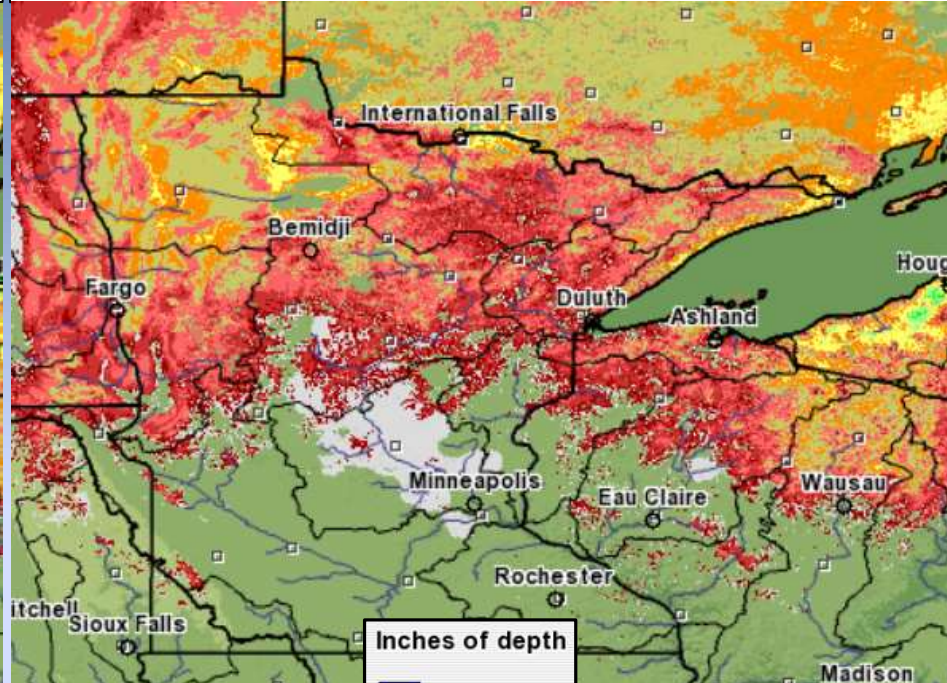 International Falls
Bemidji
Houg
Fargo
Duluth
Ashland
Minneapolis
Wausau
Eau Claire
Rochester
itchell
Sioux Falls
Inches of depth
Madison